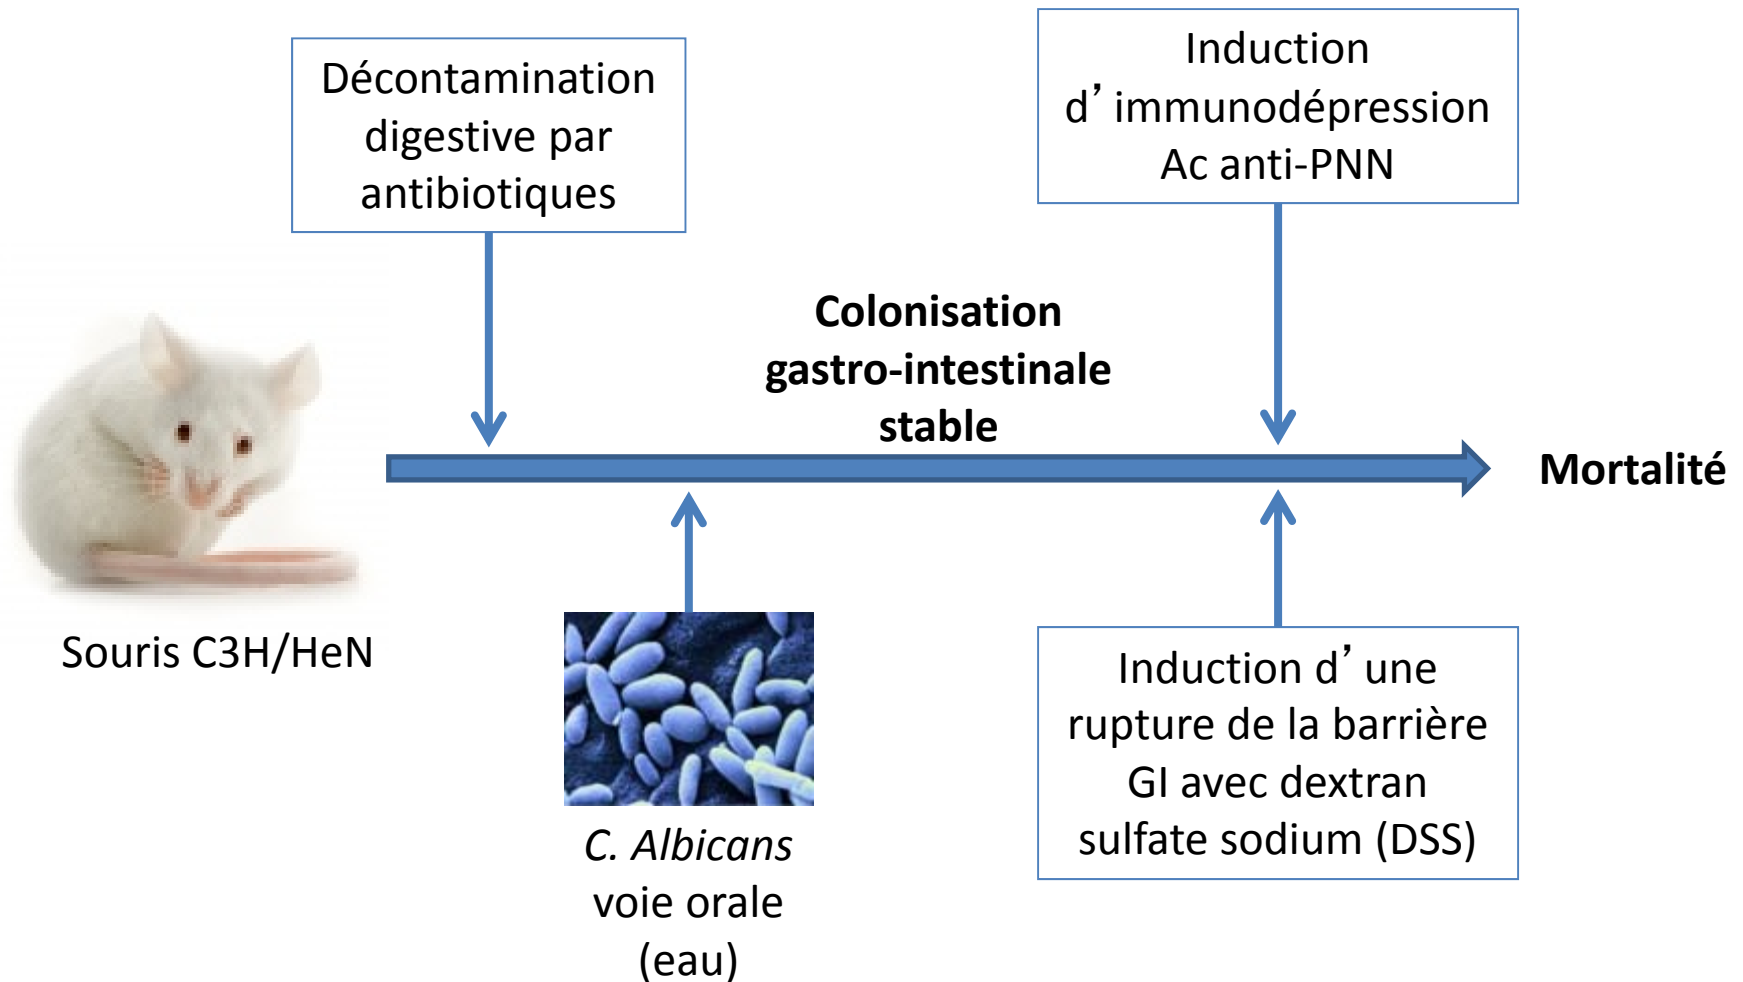 Décontamination
digestive par
antibiotiques
Induction
d’immunodépression
Ac anti-PNN
Colonisation
gastro-intestinale
stable
Mortalité
Souris C3H/HeN
C. Albicans
voie orale
(eau)
Induction d’une
rupture de la barrière
GI avec dextran
sulfate sodium (DSS)